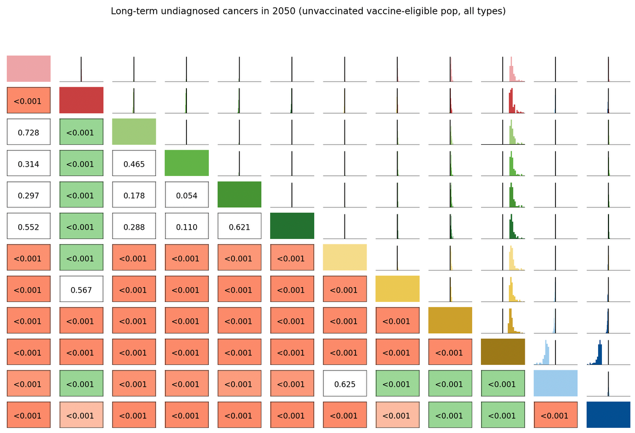 Long-term undiagnosed cancers in 2050 (unvaccinated vaccine-eligible pop, all types)
<0.001
0.728 <0.001
0.314 <0.001 0.465
0.297 <0.001 0.178 0.054
0.552 <0.001 0.288 0.110 0.621
<0.001 <0.001 <0.001 <0.001 <0.001 <0.001
<0.001 0.567 <0.001 <0.001 <0.001 <0.001 <0.001
<0.001 <0.001 <0.001 <0.001 <0.001 <0.001 <0.001 <0.001
<0.001 <0.001 <0.001 <0.001 <0.001 <0.001 <0.001 <0.001 <0.001
<0.001 <0.001 <0.001 <0.001 <0.001 <0.001 0.625 <0.001 <0.001 <0.001
<0.001 <0.001 <0.001 <0.001 <0.001 <0.001 <0.001 <0.001 <0.001 <0.001 <0.001